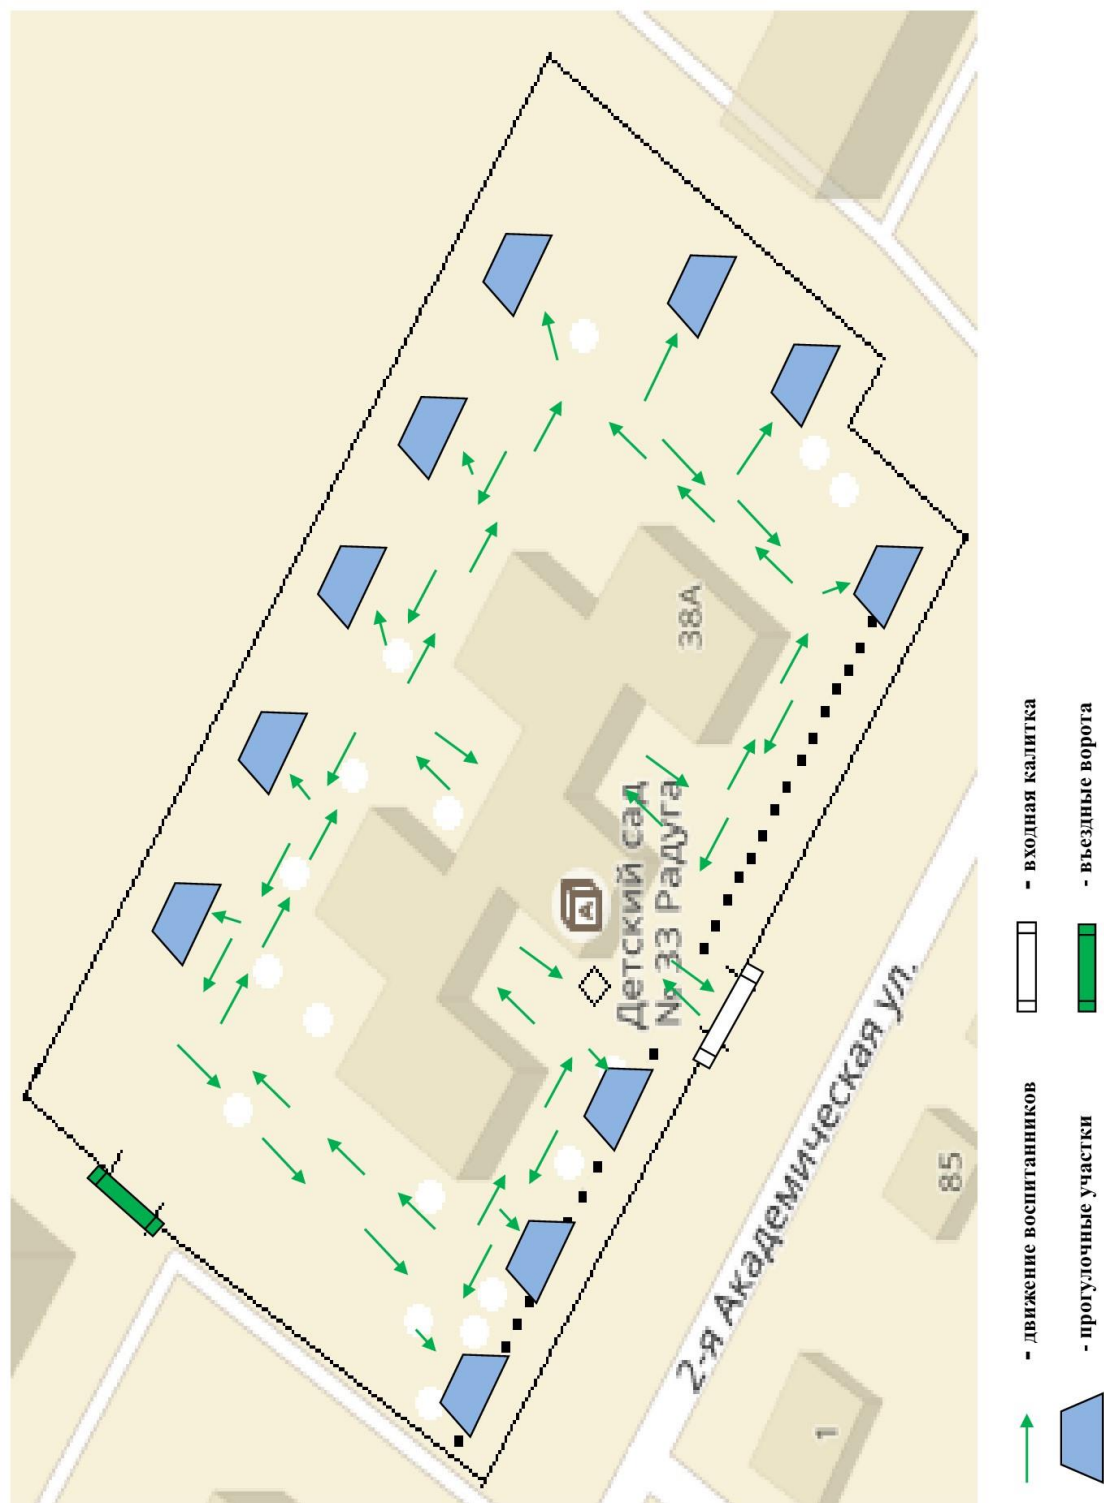 38А
Детский сад
№ 33 Радуга
А
2-я Академическая ул.
85
1
- движение воспитанников
- входная калитка
- прогулочные участки
- въездные ворота